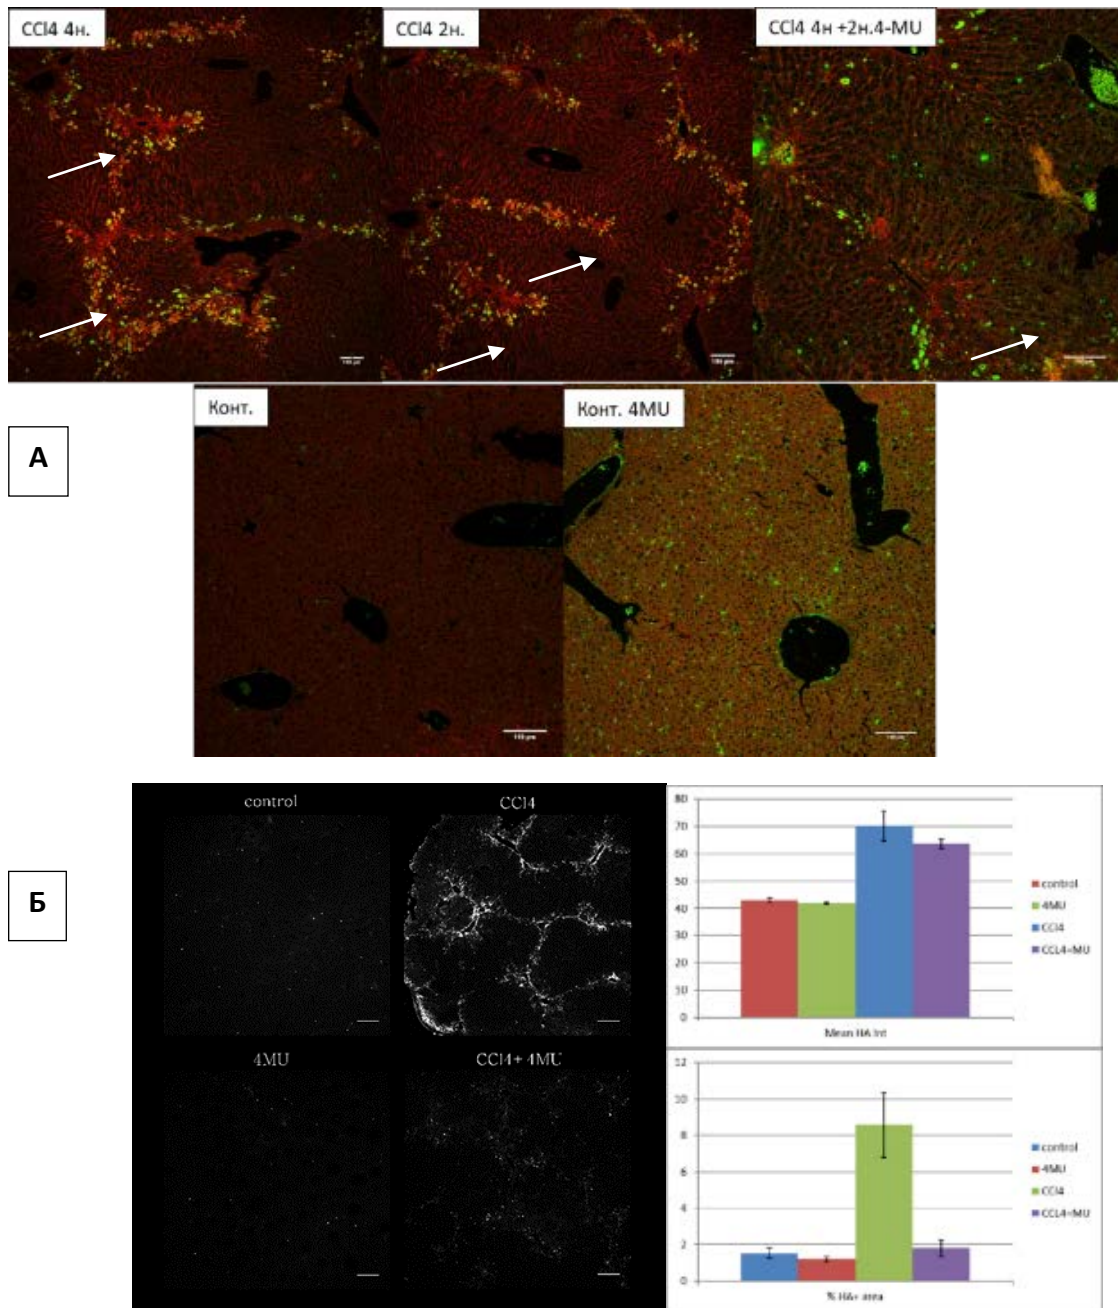 CCl4 4н.
CCl4 2н.
CCl4 4н +2н.4-MU
Конт.
Конт. 4MU
А
Б
control
CCl4
4MU
CCl4+ 4MU
80
70
60
50
40
30
20
10
0
Mean HA Int
control
4MU
CCl4
CCL4+MU
12
10
8
6
4
2
0
% HA+ area
control
4MU
CCl4
CCL4+MU